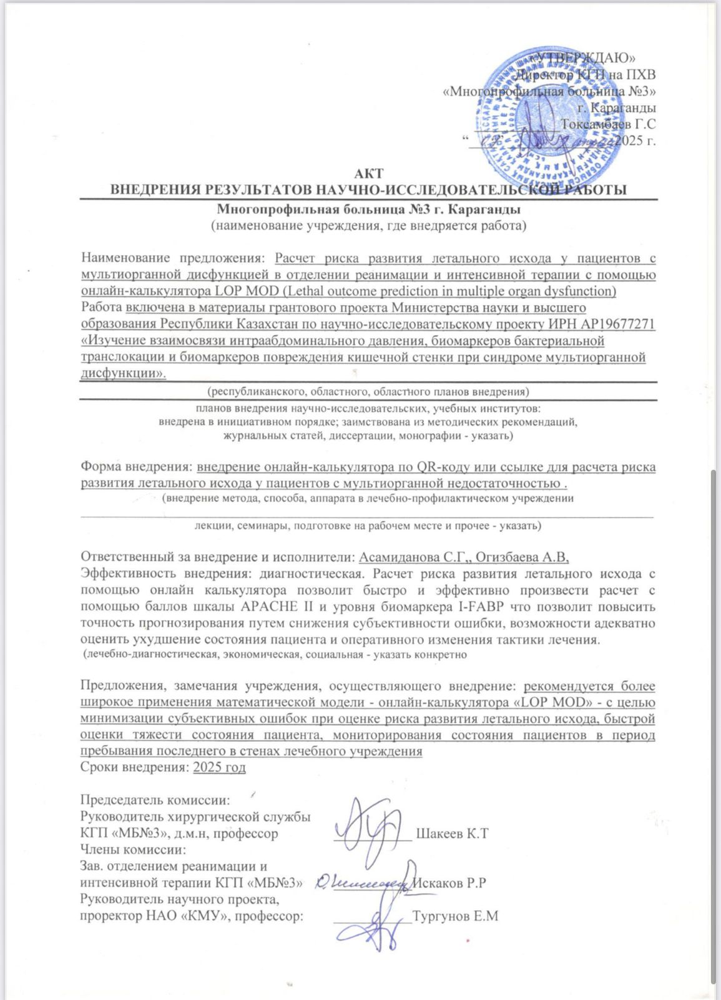 «УТВЕРЖДАЮ»
Директор КГП на ПХВ
«Многопрофильная больница №3»
г. Караганды
Токсамбаев Г.С
2025 г.
АКТ
ВНЕДРЕНИЯ РЕЗУЛЬТАТОВ НАУЧНО-ИССЛЕДОВАТЕЛЬСКОЙ РАБОТЫ
Многопрофильная больница №3 г. Караганды
(наименование учреждения, где внедряется работа)
Наименование предложения: Расчет риска развития летального исхода у пациентов с
мультиорганной дисфункцией в отделении реанимации и интенсивной терапии с помощью
онлайн-калькулятора LOP MOD (Lethal outcome prediction in multiple organ dysfunction)
Работа включена в материалы грантового проекта Министерства науки и высшего
образования Республики Казахстан по научно-исследовательскому проекту ИРН AP19677271
«Изучение взаимосвязи интраабдоминального давления, биомаркеров бактериальной
транслокации и биомаркеров повреждения кишечной стенки при синдроме мультиорганной
дисфункции».
(республиканского, областного, областного планов внедрения)
планов внедрения научно-исследовательских, учебных институтов:
внедрена в инициативном порядке; заимствована из методических рекомендаций,
журнальных статей, диссертации, монографии - указать)
Форма внедрения: внедрение онлайн-калькулятора по QR-коду или ссылке для расчета риска
развития летального исхода у пациентов с мультиорганной недостаточностью .
(внедрение метода, способа, аппарата в лечебно-профилактическом учреждении
лекции, семинары, подготовке на рабочем месте и прочее - указать)
Ответственный за внедрение и исполнители: Асамиданова С.Г,, Огизбаева А.В,
Эффективность внедрения: диагностическая. Расчет риска развития летального исхода с
помощью онлайн калькулятора позволит быстро и эффективно произвести расчет с
помощью баллов шкалы APACHE II и уровня биомаркера I-FABP что позволит повысить
точность прогнозирования путем снижения субъективности ошибки, возможности адекватно
оценить ухудшение состояния пациента и оперативного изменения тактики лечения.
(лечебно-диагностическая, экономическая, социальная - указать конкретно
Предложения, замечания учреждения, осуществляющего внедрение: рекомендуется более
широкое применения математической модели - онлайн-калькулятора «LOP MOD» - с целью
минимизации субъективных ошибок при оценке риска развития летального исхода, быстрой
оценки тяжести состояния пациента, мониторирования состояния пациентов в период
пребывания последнего в стенах лечебного учреждения
Сроки внедрения: 2025 год
Председатель комиссии:
Руководитель хирургической службы
КГП «МБ№3», д.м.н, профессор Шакеев К.Т
Члены комиссии:
Зав. отделением реанимации и
интенсивной терапии КГП «МБ№3» Искаков Р.Р
Руководитель научного проекта,
проректор НАО «КМУ», профессор: Тургунов Е.М